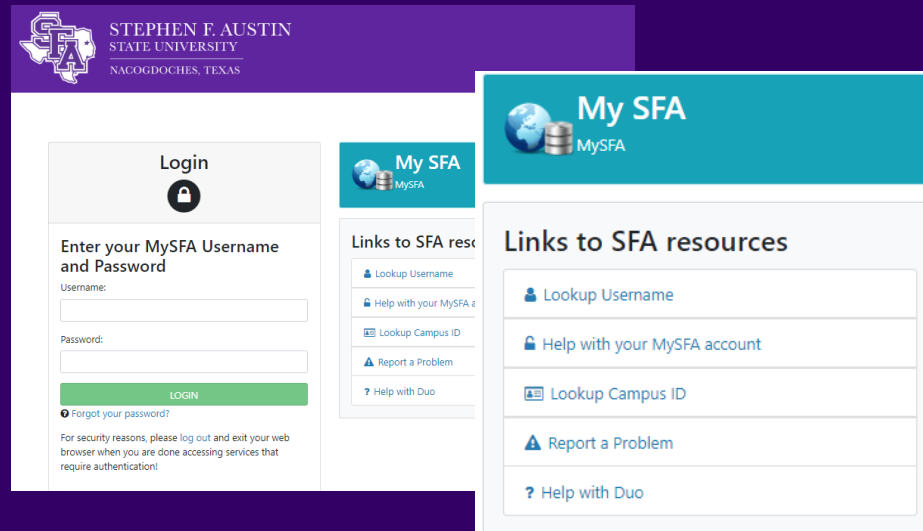 SFA
STEPHEN F. AUSTIN
STATE UNIVERSITY
NACOGDOCHES, TEXAS
Login
Enter your MySFA Username
and Password
Username:
Password:
LOGIN
Forgot your password?
For security reasons, please log out and exit your web
browser when you are done accessing services that
require authentication!
My SFA
MySFA
Links to SFA
Lookup Username
Help with your MySFA
Lookup Campus ID
Report a Problem
? Help with Duo
My SFA
MySFA
Links to SFA resources
Lookup Username
Help with your MySFA account
Lookup Campus ID
Report a Problem
? Help with Duo